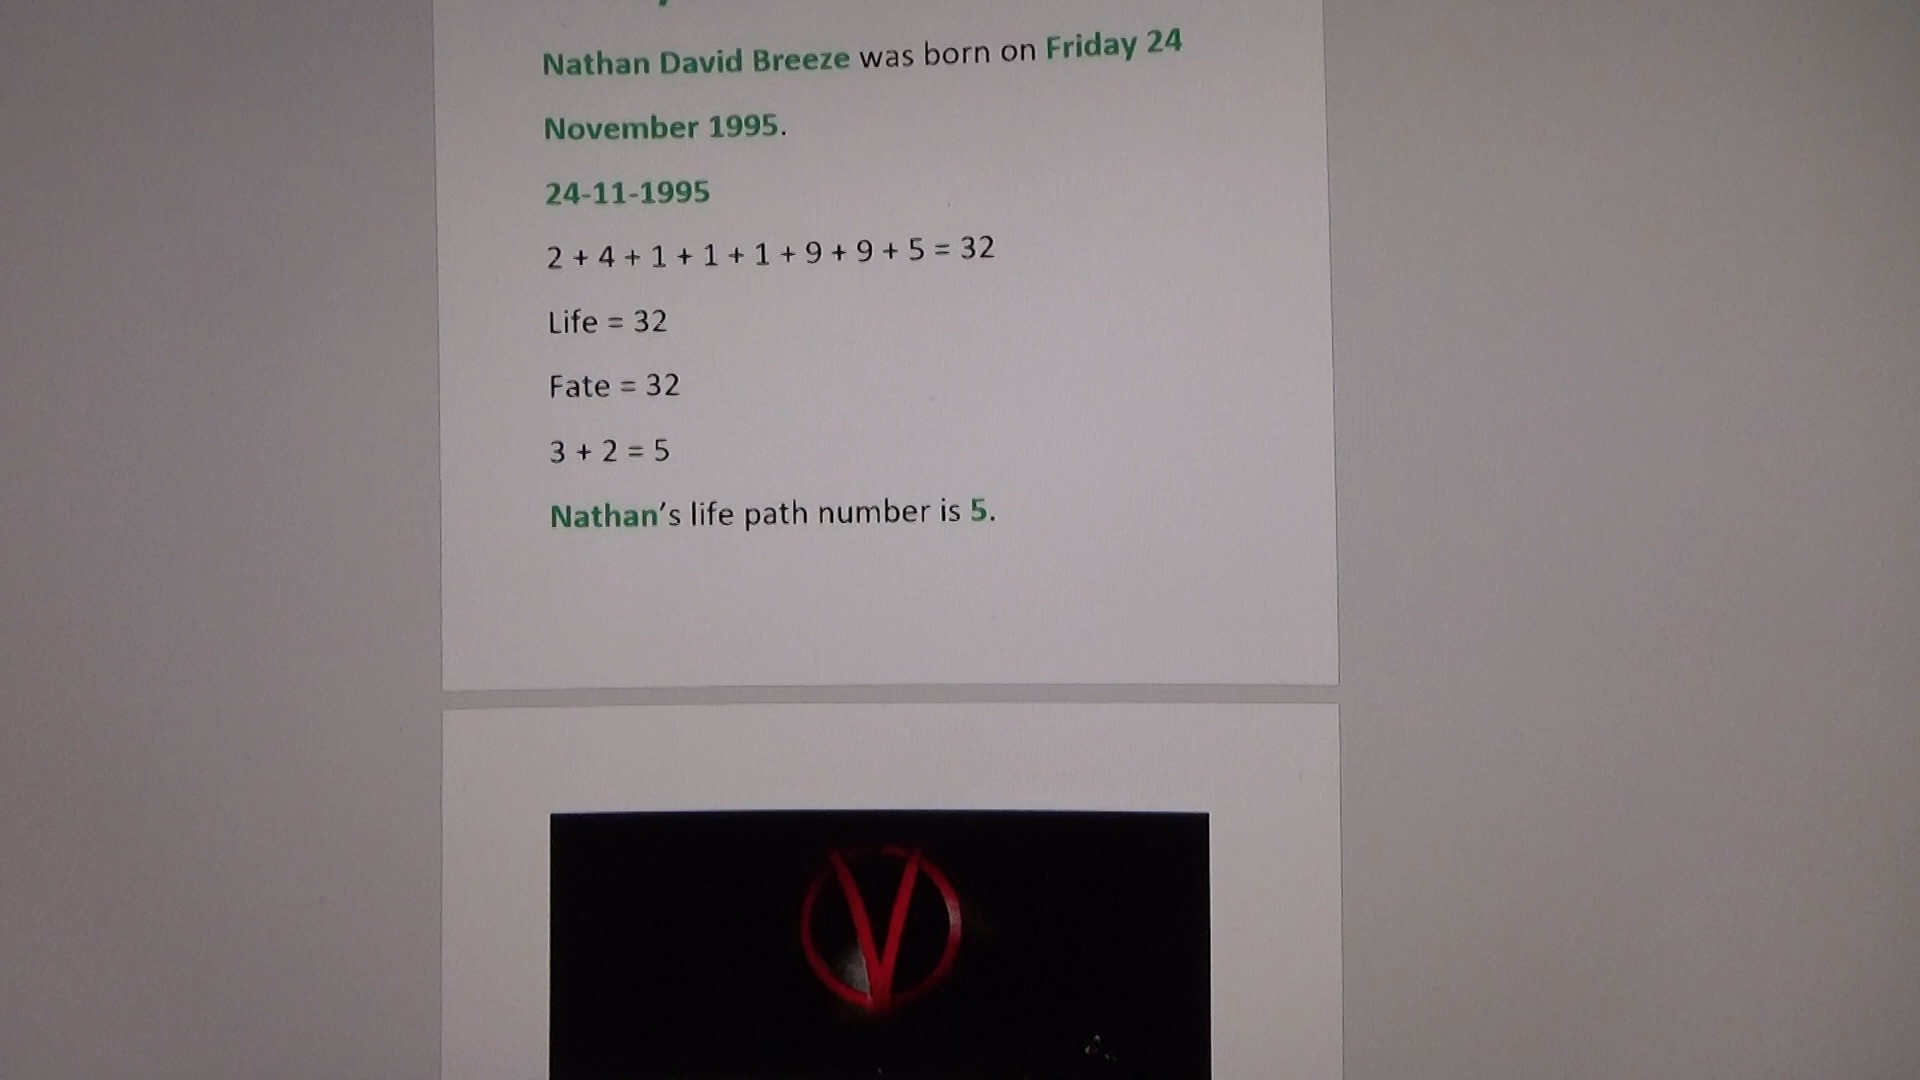 Nathan David Breeze was born on Friday 24
November 1995.
24-11-1995
2 + 4 + 1 + 1 + 1 + 9 + 9 + 5 = 32
Life = 32
Fate = 32
3 + 2 = 5
Nathan's life path number is 5.
V